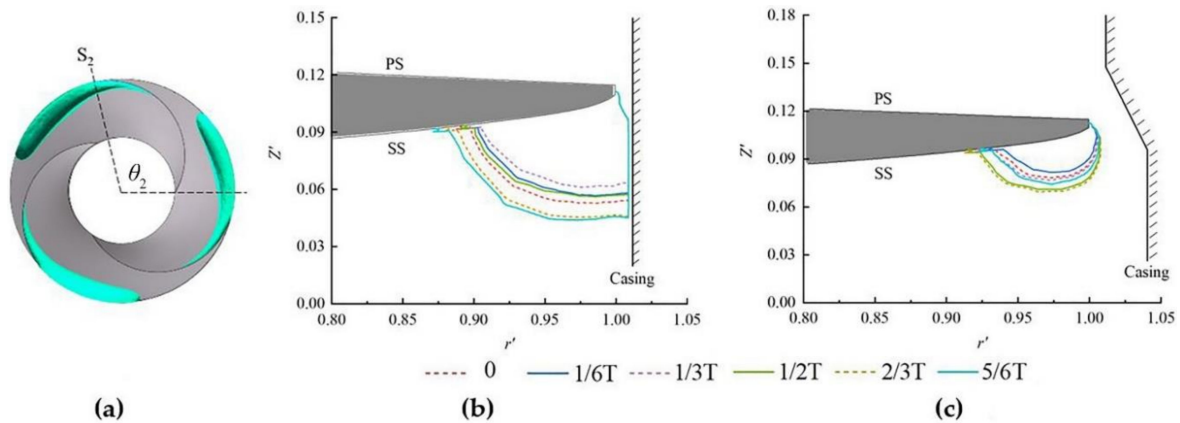 S₂
θ₂
(a)
0.15
0.12
0.09
0.06
0.03
0.00
Z'
PS
SS
Casing
0.80 0.85 0.90 0.95 1.00 1.05
r'
(b)
0.18
0.15
0.12
0.09
0.06
0.03
0.00
Z'
PS
SS
Casing
0.80 0.85 0.90 0.95 1.00 1.05
r'
(c)
0 1/6T 1/3T 1/2T 2/3T 5/6T